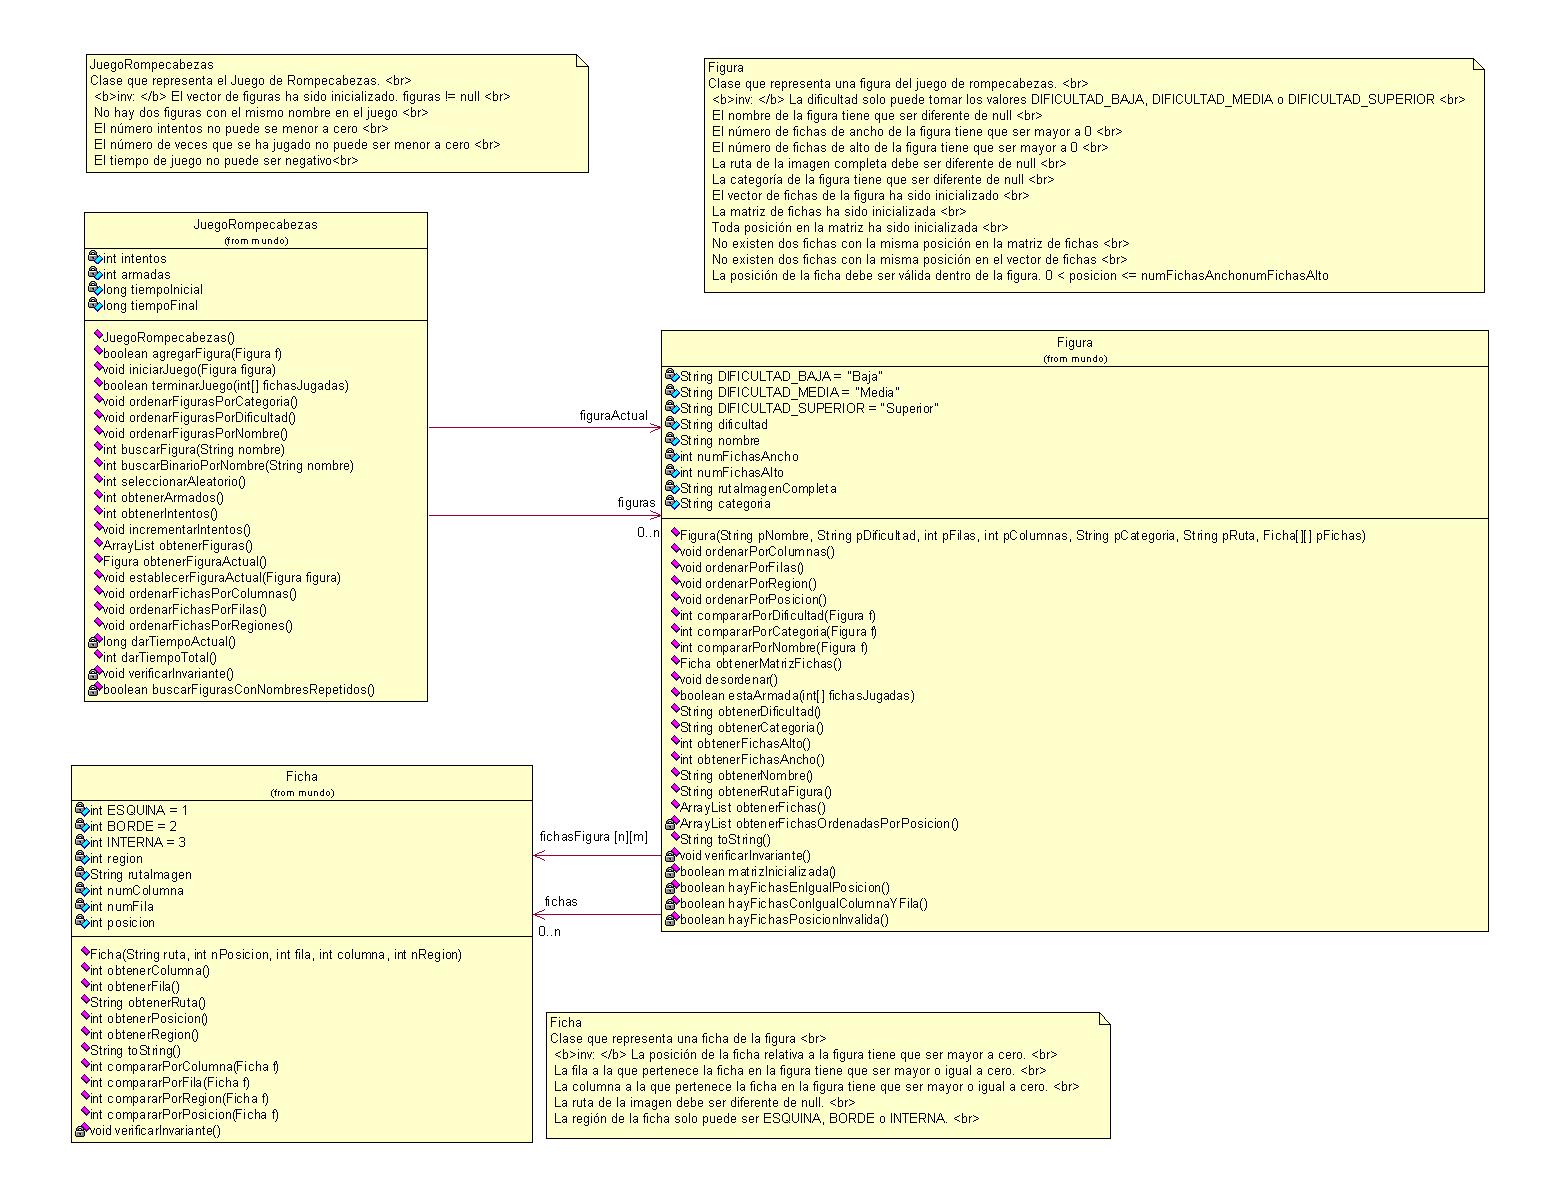 JuegoRompecabezas
Clase que representa el Juego de Rompecabezas. <br>
<b>inv: </b> El vector de figuras ha sido inicializado. figuras != null <br>
No hay dos figuras con el mismo nombre en el juego <br>
El número intentos no puede se menor a cero <br>
El número de veces que se ha jugado no puede ser menor a cero <br>
El tiempo de juego no puede ser negativo<br>
Figura
Clase que representa una figura del juego de rompecabezas. <br>
<b>inv: </b> La dificultad solo puede tomar los valores DIFICULTAD_BAJA, DIFICULTAD_MEDIA o DIFICULTAD_SUPERIOR <br>
El nombre de la figura tiene que ser diferente de null <br>
El número de fichas de ancho de la figura tiene que ser mayor a 0 <br>
El número de fichas de alto de la figura tiene que ser mayor a 0 <br>
La ruta de la imagen completa debe ser diferente de null <br>
La categoría de la figura tiene que ser diferente de null <br>
El vector de fichas de la figura ha sido inicializado <br>
La matriz de fichas ha sido inicializada <br>
Toda posición en la matriz ha sido inicializada <br>
No existen dos fichas con la misma posición en la matriz de fichas <br>
No existen dos fichas con la misma posición en el vector de fichas <br>
La posición de la ficha debe ser válida dentro de la figura. 0 < posicion <= numFichasAnchonumFichasAlto
JuegoRompecabezas
(from mundo)
int intentos
int armadas
long tiempoInicial
long tiempoFinal
JuegoRompecabezas()
boolean agregarFigura(Figura f)
void iniciarJuego(Figura figura)
boolean terminarJuego(int[] fichasJugadas)
void ordenarFigurasPorCategoria()
void ordenarFigurasPorDificultad()
void ordenarFigurasPorNombre()
int buscarFigura(String nombre)
int buscarBinarioPorNombre(String nombre)
int seleccionarAleatorio()
int obtenerArmados()
int obtenerIntentos()
void incrementarIntentos()
ArrayList obtenerFiguras()
Figura obtenerFiguraActual()
void establecerFiguraActual(Figura figura)
void ordenarFichasPorColumnas()
void ordenarFichasPorFilas()
void ordenarFichasPorRegiones()
long darTiempoActual()
int darTiempoTotal()
void verificarInvariante()
boolean buscarFigurasConNombresRepetidos()
figuraActual
figuras
0..n
Figura
(from mundo)
String DIFICULTAD_BAJA = "Baja"
String DIFICULTAD_MEDIA = "Media"
String DIFICULTAD_SUPERIOR = "Superior"
String dificultad
String nombre
int numFichasAncho
int numFichasAlto
String rutaImagenCompleta
String categoria
Figura(String pNombre, String pDificultad, int pFilas, int pColumnas, String pCategoria, String pRuta, Ficha[][] pFichas)
void ordenarPorColumnas()
void ordenarPorFilas()
void ordenarPorRegion()
void ordenarPorPosicion()
int compararPorDificultad(Figura f)
int compararPorCategoria(Figura f)
int compararPorNombre(Figura f)
Ficha obtenerMatrizFichas()
void desordenar()
boolean estaArmada(int[] fichasJugadas)
String obtenerDificultad()
String obtenerCategoria()
int obtenerFichasAlto()
int obtenerFichasAncho()
String obtenerNombre()
String obtenerRutaFigura()
ArrayList obtenerFichas()
ArrayList obtenerFichasOrdenadasPorPosicion()
String toString()
void verificarInvariante()
boolean matrizInicializada()
boolean hayFichasEnIgualPosicion()
boolean hayFichasConIgualColumnaYFila()
boolean hayFichasPosicionInvalida()
fichasFigura [n][m]
fichas
0..n
Ficha
(from mundo)
int ESQUINA = 1
int BORDE = 2
int INTERNA = 3
int region
String rutaImagen
int numColumna
int numFila
int posicion
Ficha(String ruta, int nPosicion, int fila, int columna, int nRegion)
int obtenerColumna()
int obtenerFila()
String obtenerRuta()
int obtenerPosicion()
int obtenerRegion()
String toString()
int compararPorColumna(Ficha f)
int compararPorFila(Ficha f)
int compararPorRegion(Ficha f)
int compararPorPosicion(Ficha f)
void verificarInvariante()
Ficha
Clase que representa una ficha de la figura <br>
<b>inv: </b> La posición de la ficha relativa a la figura tiene que ser mayor a cero. <br>
La fila a la que pertenece la ficha en la figura tiene que ser mayor o igual a cero. <br>
La columna a la que pertenece la ficha en la figura tiene que ser mayor o igual a cero. <br>
La ruta de la imagen debe ser diferente de null. <br>
La región de la ficha solo puede ser ESQUINA, BORDE o INTERNA. <br>